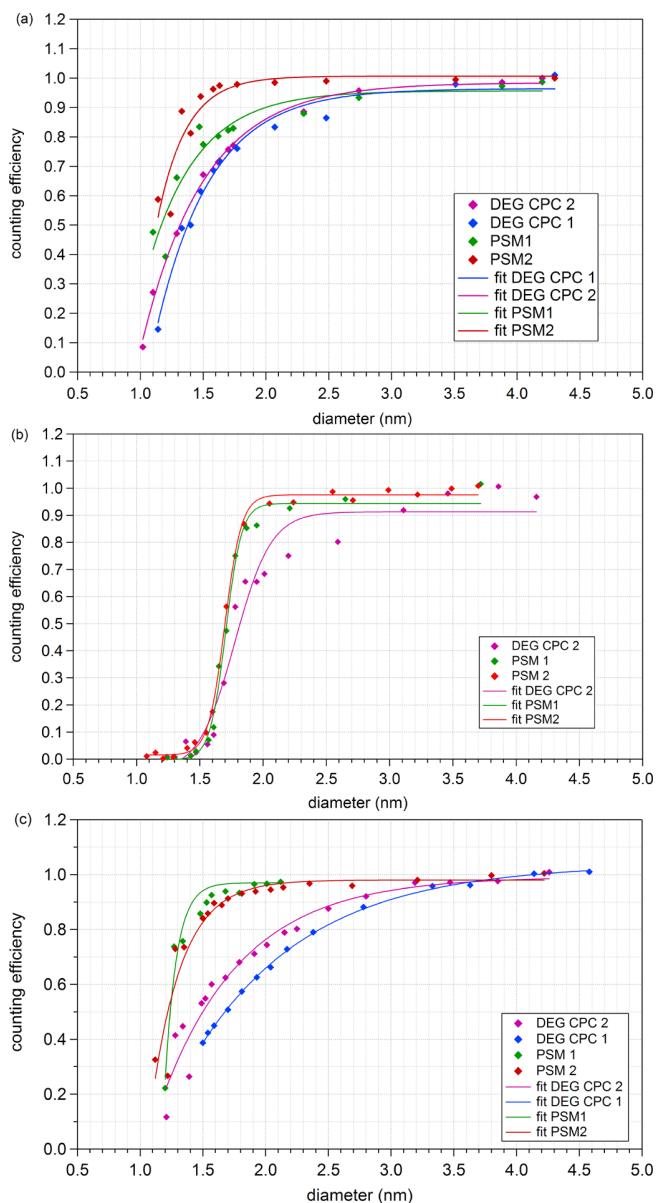 (a)
1.2
1.1
1.0
0.9
0.8
0.7
0.6
0.5
0.4
0.3
0.2
0.1
0.0
counting efficiency
DEG CPC 2
DEG CPC 1
PSM1
PSM2
fit DEG CPC 1
fit DEG CPC 2
fit PSM1
fit PSM2
0.5 1.0 1.5 2.0 2.5 3.0 3.5 4.0 4.5 5.0
diameter (nm)
(b)
1.2
1.1
1.0
0.9
0.8
0.7
0.6
0.5
0.4
0.3
0.2
0.1
0.0
counting efficiency
DEG CPC 2
PSM 1
PSM 2
fit DEG CPC 2
fit PSM1
fit PSM2
0.5 1.0 1.5 2.0 2.5 3.0 3.5 4.0 4.5 5.0
diameter (nm)
(c)
1.2
1.0
0.8
0.6
0.4
0.2
0.0
counting efficiency
DEG CPC 2
DEG CPC 1
PSM 1
PSM 2
fit DEG CPC 2
fit DEG CPC 1
fit PSM1
fit PSM2
0.5 1.0 1.5 2.0 2.5 3.0 3.5 4.0 4.5 5.0
diameter (nm)